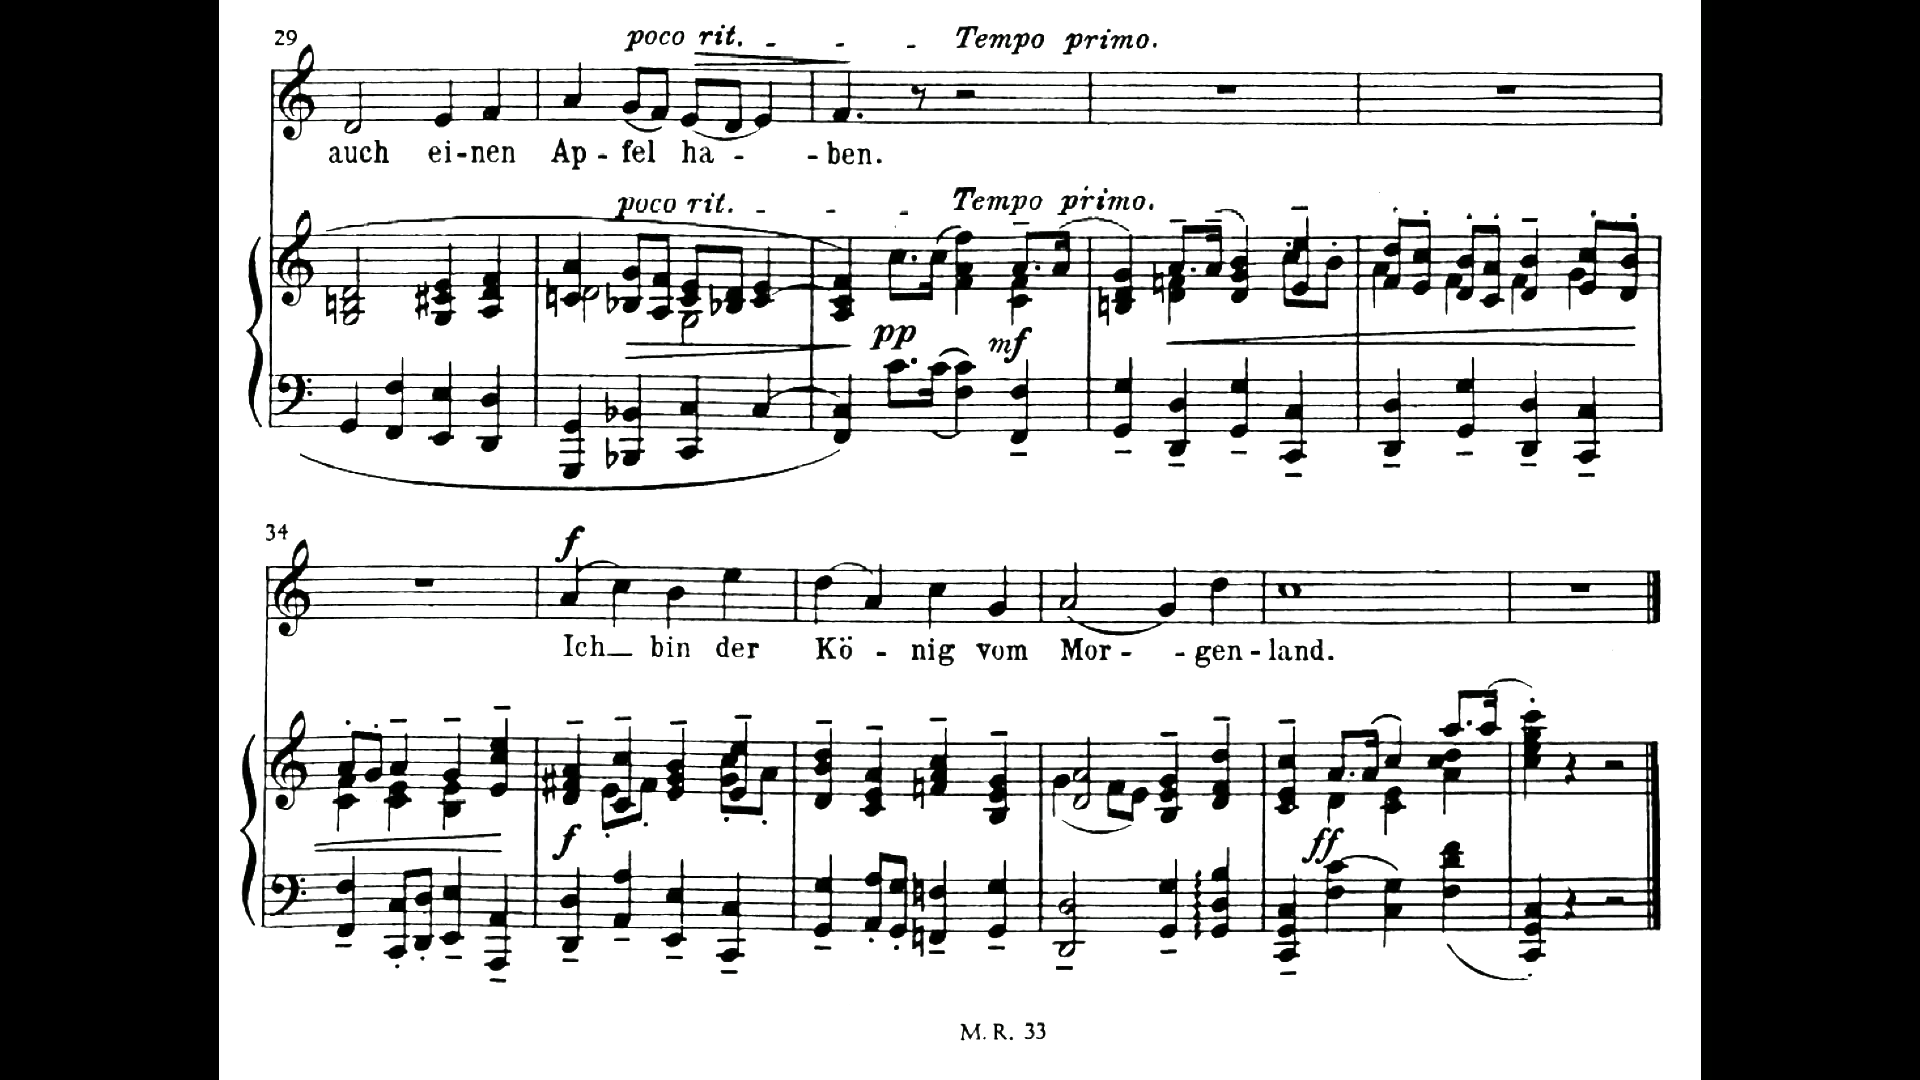 29
poco rit. - - - Tempo primo.
auch ei-nen Ap - fel ha - - ben.
poco rit. - - - Tempo primo.
pp mf
34
f
Ich bin der Kö - nig vom Mor - - gen - land.
f ff
M. R. 33